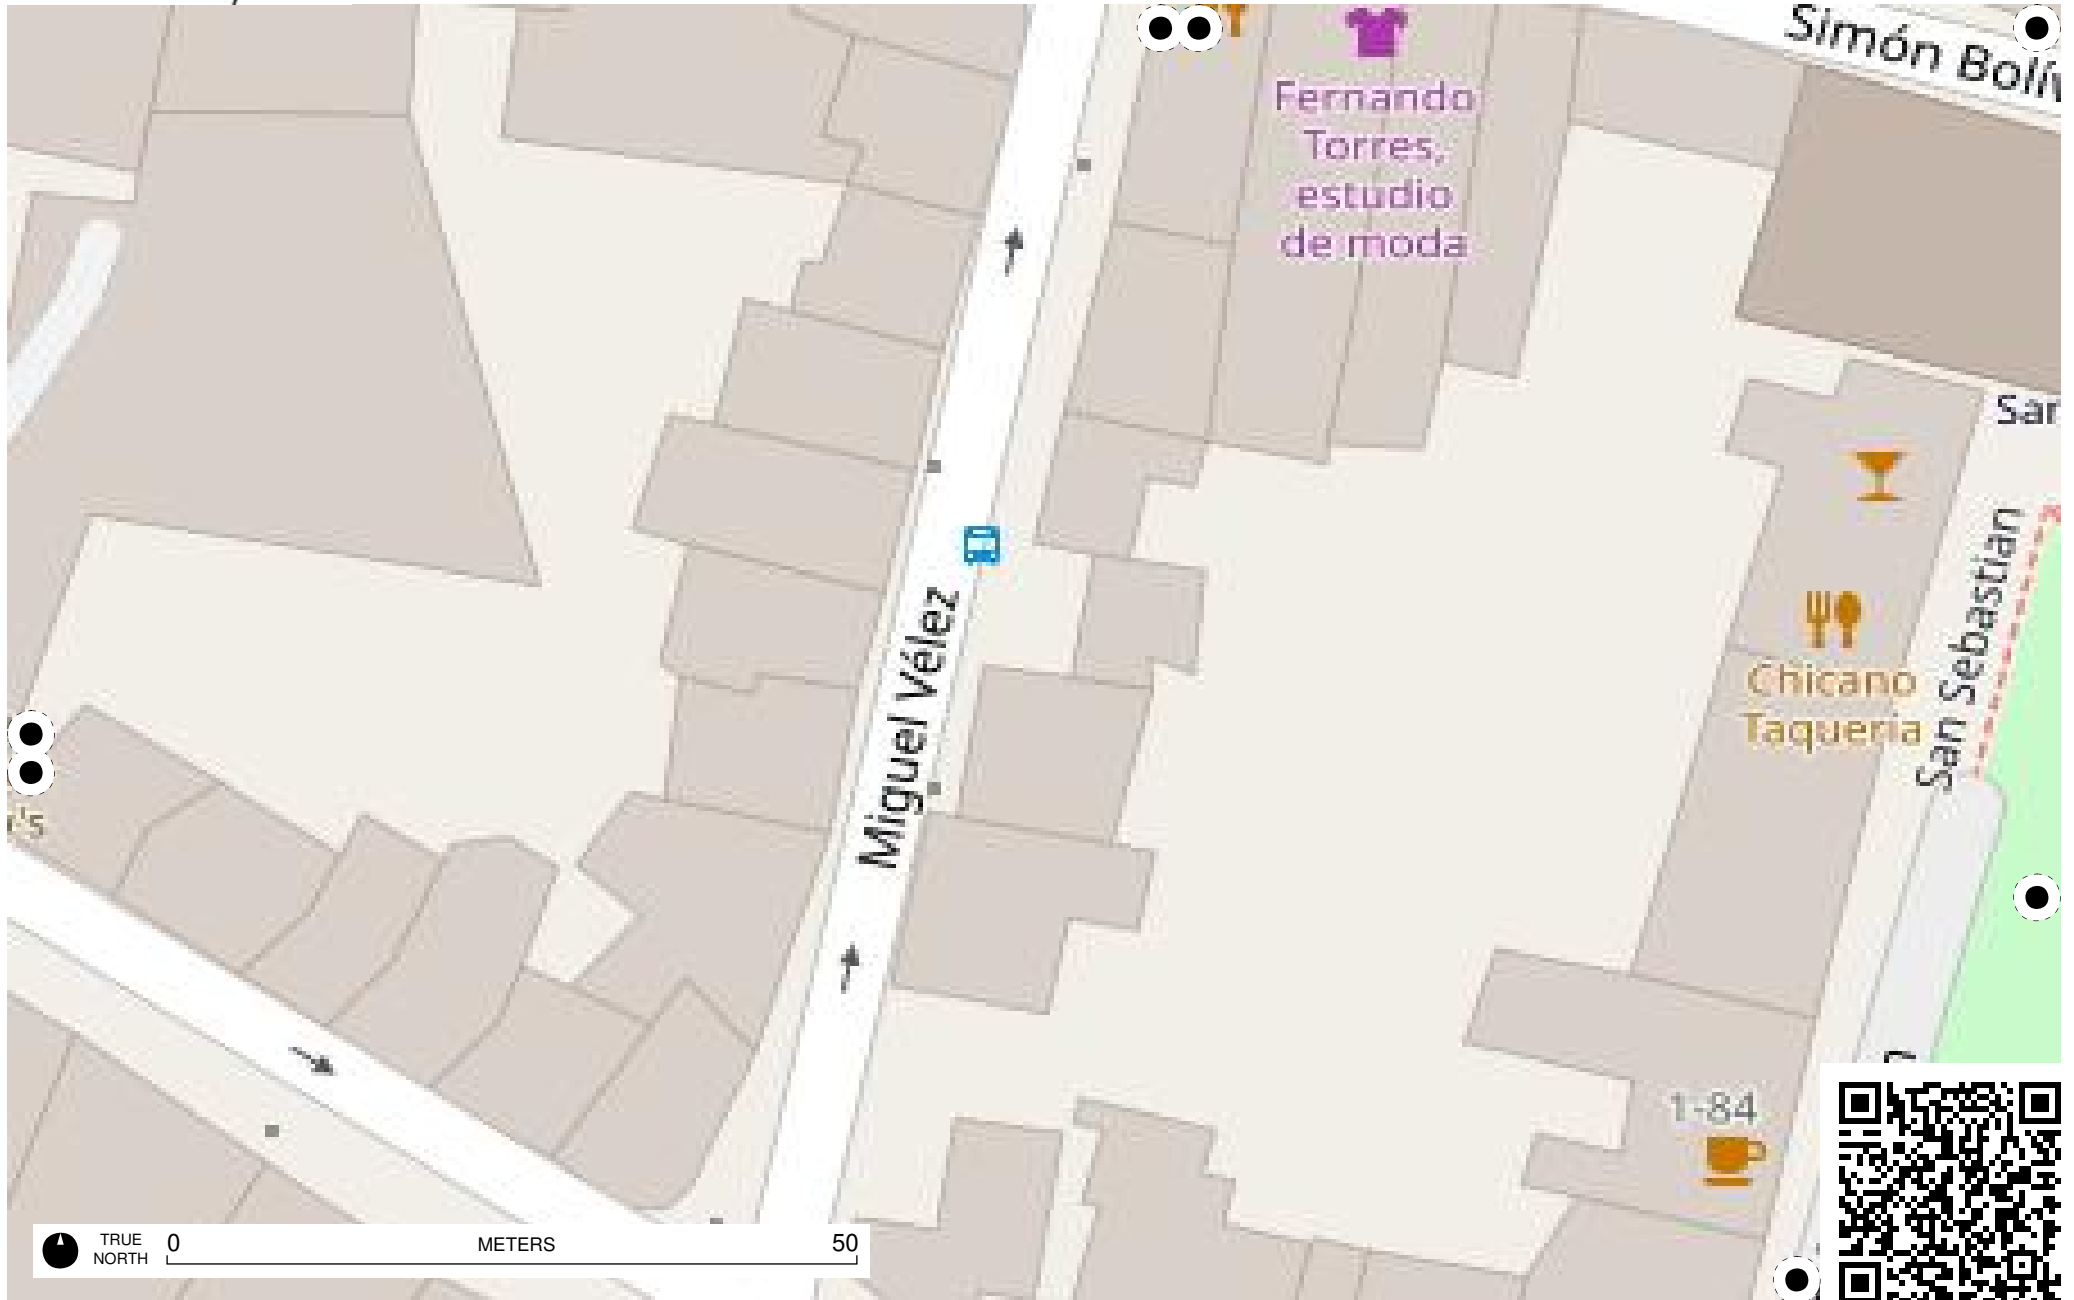 Simón Bolív
Fernando
Torres,
estudio
de moda
San
San Sebastian
Chicano
Taqueria
Miguel Vélez
r's
1-84
TRUE
NORTH
0
METERS
50